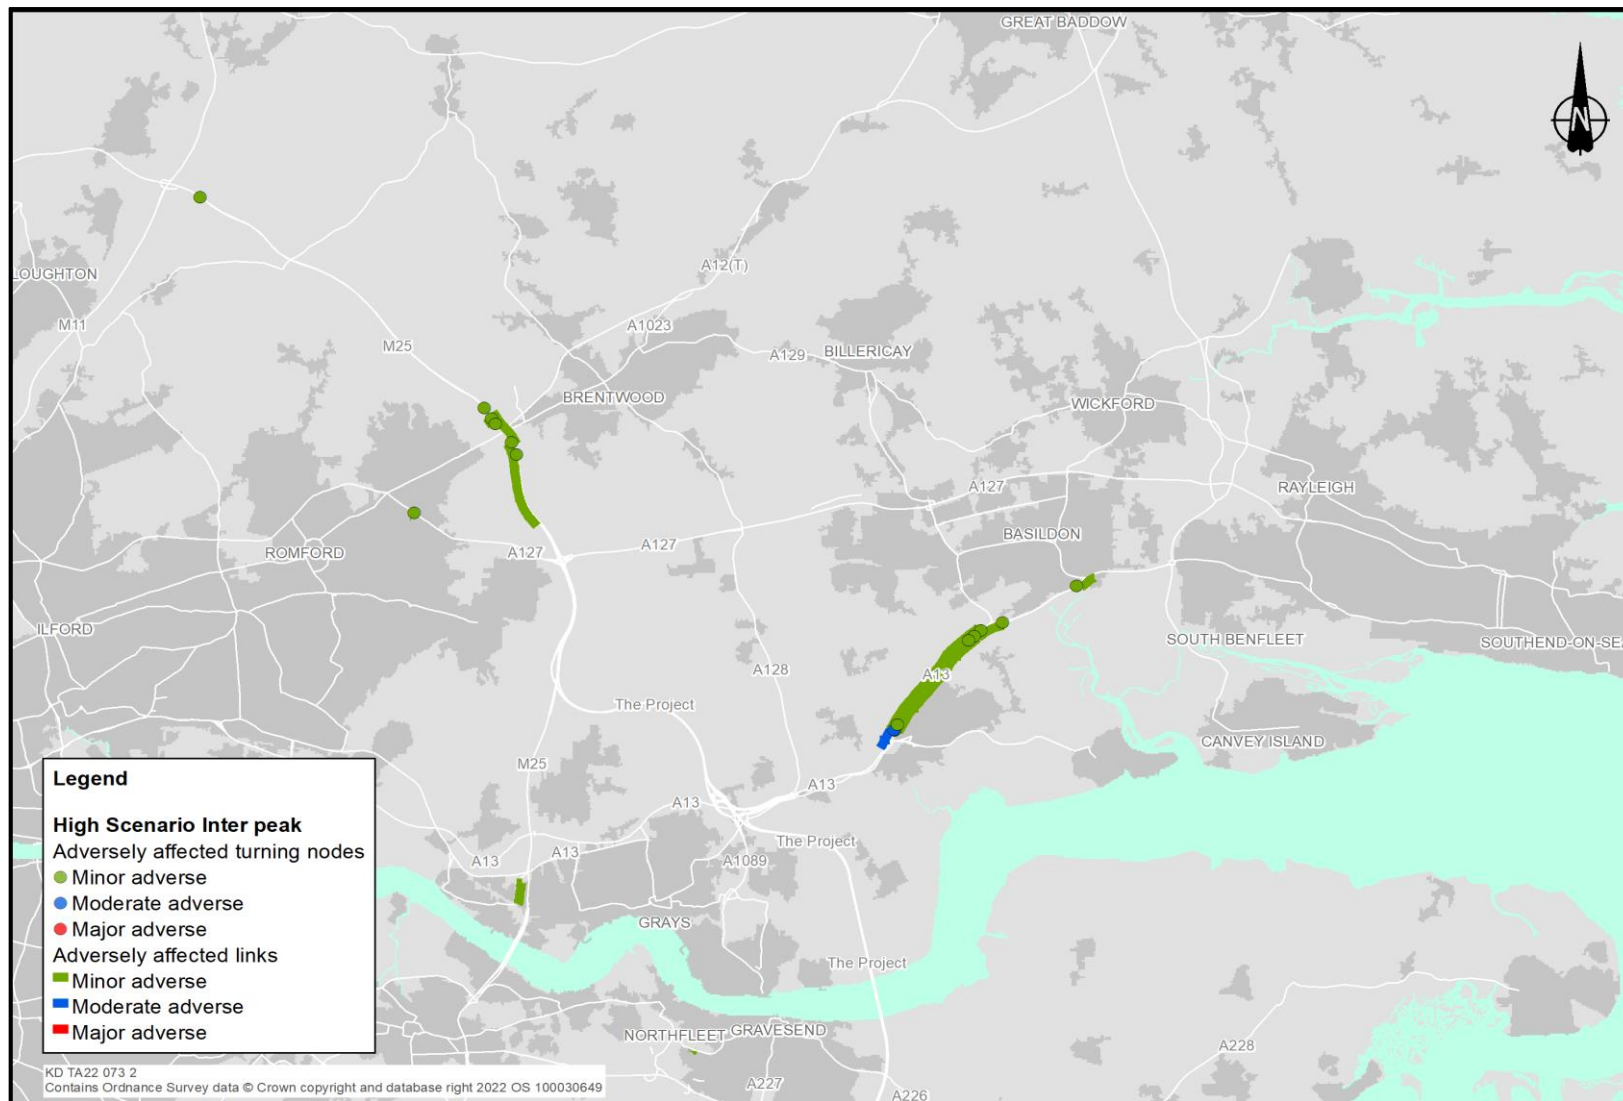 GREAT BADDOW
N
LOUGHTON
A12(T)
M11
A1023
M25
A129
BILLERICAY
BRENTWOOD
WICKFORD
A127
RAYLEIGH
BASILDON
ROMFORD
A127
A127
ILFORD
SOUTH BENFLEET
SOUTHEND-ON-SEA
A128
A13
The Project
CANVEY ISLAND
M25
A13
A13
The Project
A13
A13
A1089
GRAYS
The Project
NORTHFLEET
GRAVESEND
A228
A227
A226
Legend
High Scenario Inter peak
Adversely affected turning nodes
Minor adverse
Moderate adverse
Major adverse
Adversely affected links
Minor adverse
Moderate adverse
Major adverse
KD TA22 073 2
Contains Ordnance Survey data © Crown copyright and database right 2022 OS 100030649